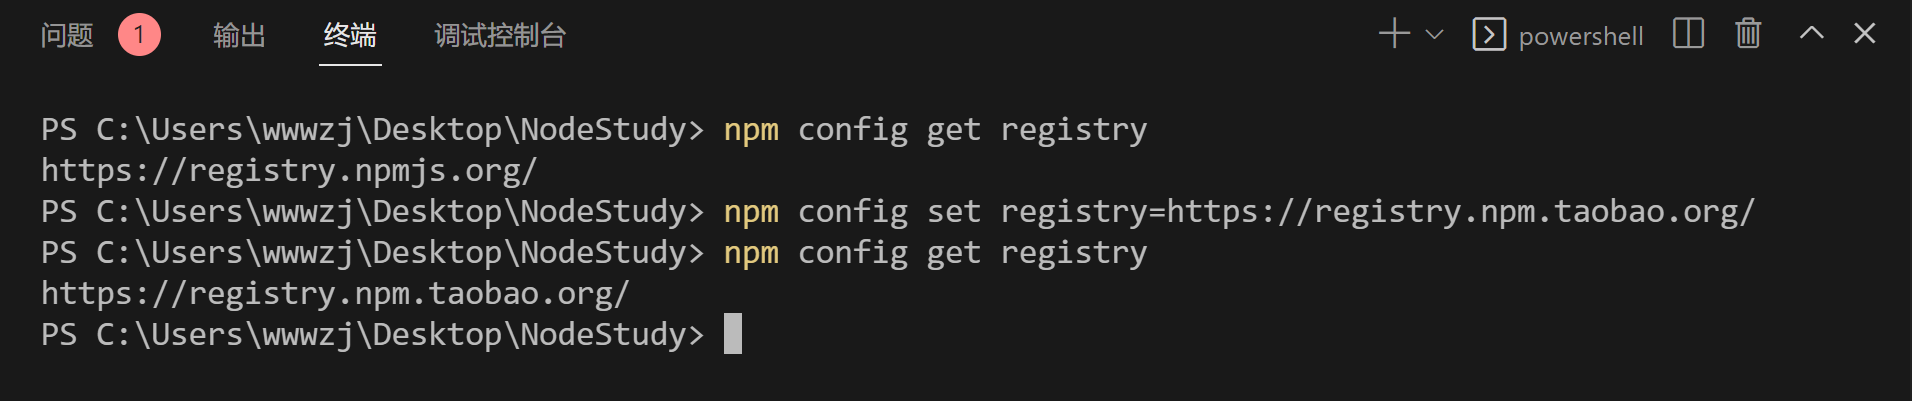 问题 1 输出 终端 调试控制台 powershell
PS C:\Users\wwwzj\Desktop\NodeStudy> npm config get registry
https://registry.npmjs.org/
PS C:\Users\wwwzj\Desktop\NodeStudy> npm config set registry=https://registry.npm.taobao.org/
PS C:\Users\wwwzj\Desktop\NodeStudy> npm config get registry
https://registry.npm.taobao.org/
PS C:\Users\wwwzj\Desktop\NodeStudy>